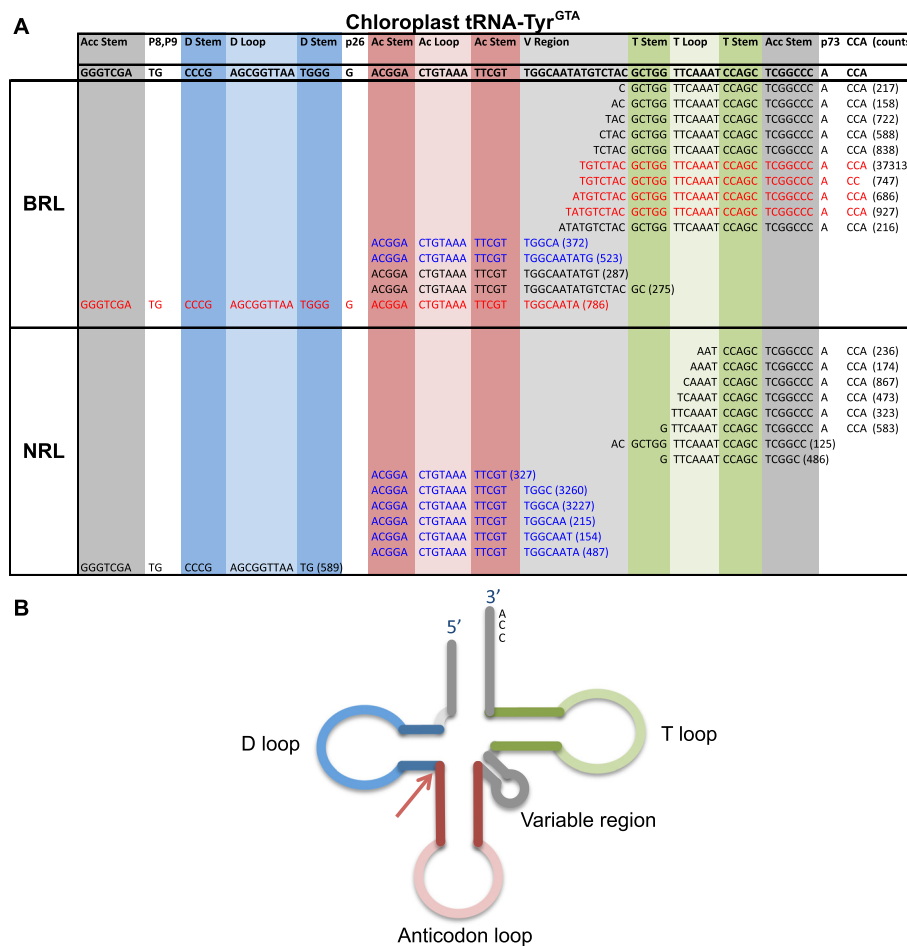 A
Chloroplast tRNA-Tyr^GTA
Acc Stem P8,P9 D Stem D Loop D Stem p26 Ac Stem Ac Loop Ac Stem V Region T Stem T Loop T Stem Acc Stem p73 CCA (counts
GGGTCGA TG CCCG AGCGGTTAA TGGG G ACGGA CTGTAAA TTCGT TGGCAATATGTCTAC GCTGG TTCAAAT CCAGC TCGGCCC A CCA
BRL
C GCTGG TTCAAAT CCAGC TCGGCCC A CCA (217)
AC GCTGG TTCAAAT CCAGC TCGGCCC A CCA (158)
TAC GCTGG TTCAAAT CCAGC TCGGCCC A CCA (722)
CTAC GCTGG TTCAAAT CCAGC TCGGCCC A CCA (588)
TCTAC GCTGG TTCAAAT CCAGC TCGGCCC A CCA (838)
TGTCTAC GCTGG TTCAAAT CCAGC TCGGCCC A CCA (37313
TGTCTAC GCTGG TTCAAAT CCAGC TCGGCCC A CC (747)
ATGTCTAC GCTGG TTCAAAT CCAGC TCGGCCC A CCA (686)
TATGTCTAC GCTGG TTCAAAT CCAGC TCGGCCC A CCA (927)
ATATGTCTAC GCTGG TTCAAAT CCAGC TCGGCCC A CCA (216)
ACGGA CTGTAAA TTCGT TGGCA (372)
ACGGA CTGTAAA TTCGT TGGCAATATG (523)
ACGGA CTGTAAA TTCGT TGGCAATATGT (287)
ACGGA CTGTAAA TTCGT TGGCAATATGTCTAC GC (275)
GGGTCGA TG CCCG AGCGGTTAA TGGG G ACGGA CTGTAAA TTCGT TGGCAATA (786)
NRL
AAT CCAGC TCGGCCC A CCA (236)
AAAT CCAGC TCGGCCC A CCA (174)
CAAAT CCAGC TCGGCCC A CCA (867)
TCAAAT CCAGC TCGGCCC A CCA (473)
TTCAAAT CCAGC TCGGCCC A CCA (323)
G TTCAAAT CCAGC TCGGCCC A CCA (583)
AC GCTGG TTCAAAT CCAGC TCGGCC (125)
G TTCAAAT CCAGC TCGGC (486)
ACGGA CTGTAAA TTCGT (327)
ACGGA CTGTAAA TTCGT TGGC (3260)
ACGGA CTGTAAA TTCGT TGGCA (3227)
ACGGA CTGTAAA TTCGT TGGCAA (215)
ACGGA CTGTAAA TTCGT TGGCAAT (154)
ACGGA CTGTAAA TTCGT TGGCAATA (487)
GGGTCGA TG CCCG AGCGGTTAA TG (589)
B
3’
5’
A
C
C
D loop
T loop
Variable region
Anticodon loop